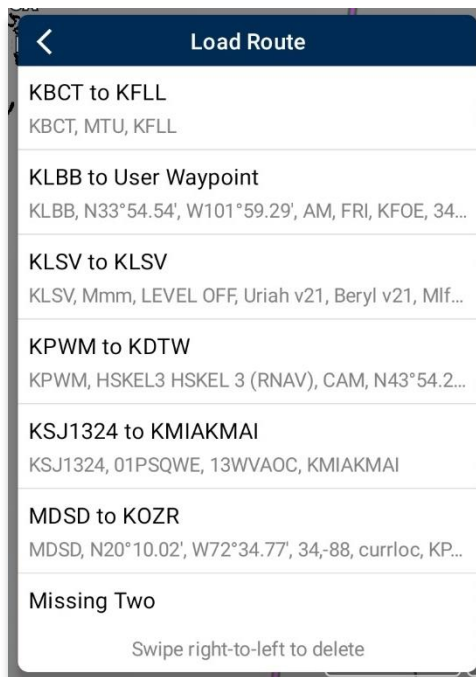 Load Route
KBCT to KFLL
KBCT, MTU, KFLL
KLBB to User Waypoint
KLBB, N33°54.54', W101°59.29', AM, FRI, KFOE, 34...
KLSV to KLSV
KLSV, Mmm, LEVEL OFF, Uriah v21, Beryl v21, Mlf...
KPWM to KDTW
KPWM, HSKEL3 HSKEL 3 (RNAV), CAM, N43°54.2...
KSJ1324 to KMIAKMAI
KSJ1324, 01PSQWE, 13WVAOC, KMIAKMAI
MDSD to KOZR
MDSD, N20°10.02', W72°34.77', 34,-88, currloc, KP...
Missing Two
Swipe right-to-left to delete